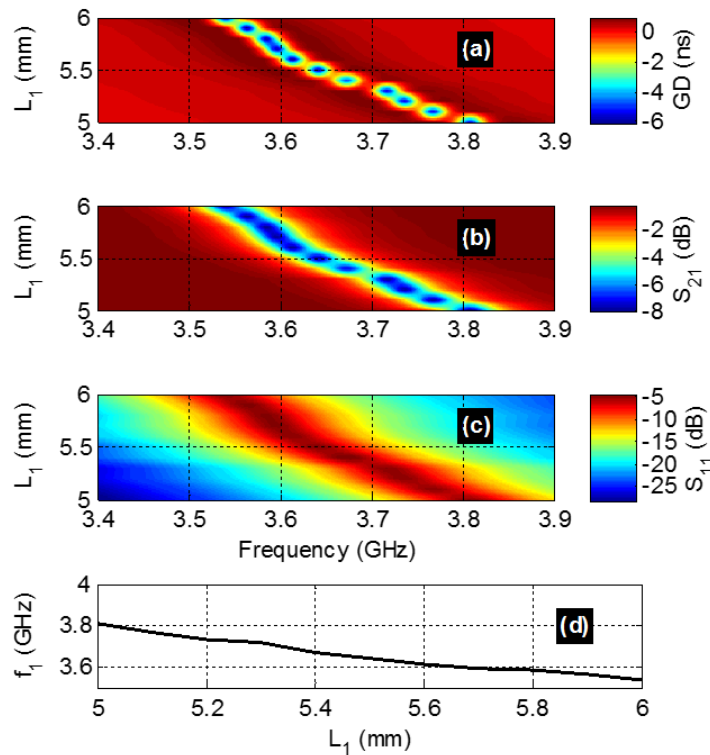 6
5.5
5
L1 (mm)
(a)
3.4 3.5 3.6 3.7 3.8 3.9
0
-2
-4
-6
GD (ns)
6
5.5
5
L1 (mm)
(b)
3.4 3.5 3.6 3.7 3.8 3.9
-2
-4
-6
-8
S21 (dB)
6
5.5
5
L1 (mm)
(c)
3.4 3.5 3.6 3.7 3.8 3.9
Frequency (GHz)
-5
-10
-15
-20
-25
S11 (dB)
4
3.8
3.6
f1 (GHz)
(d)
5 5.2 5.4 5.6 5.8 6
L1 (mm)